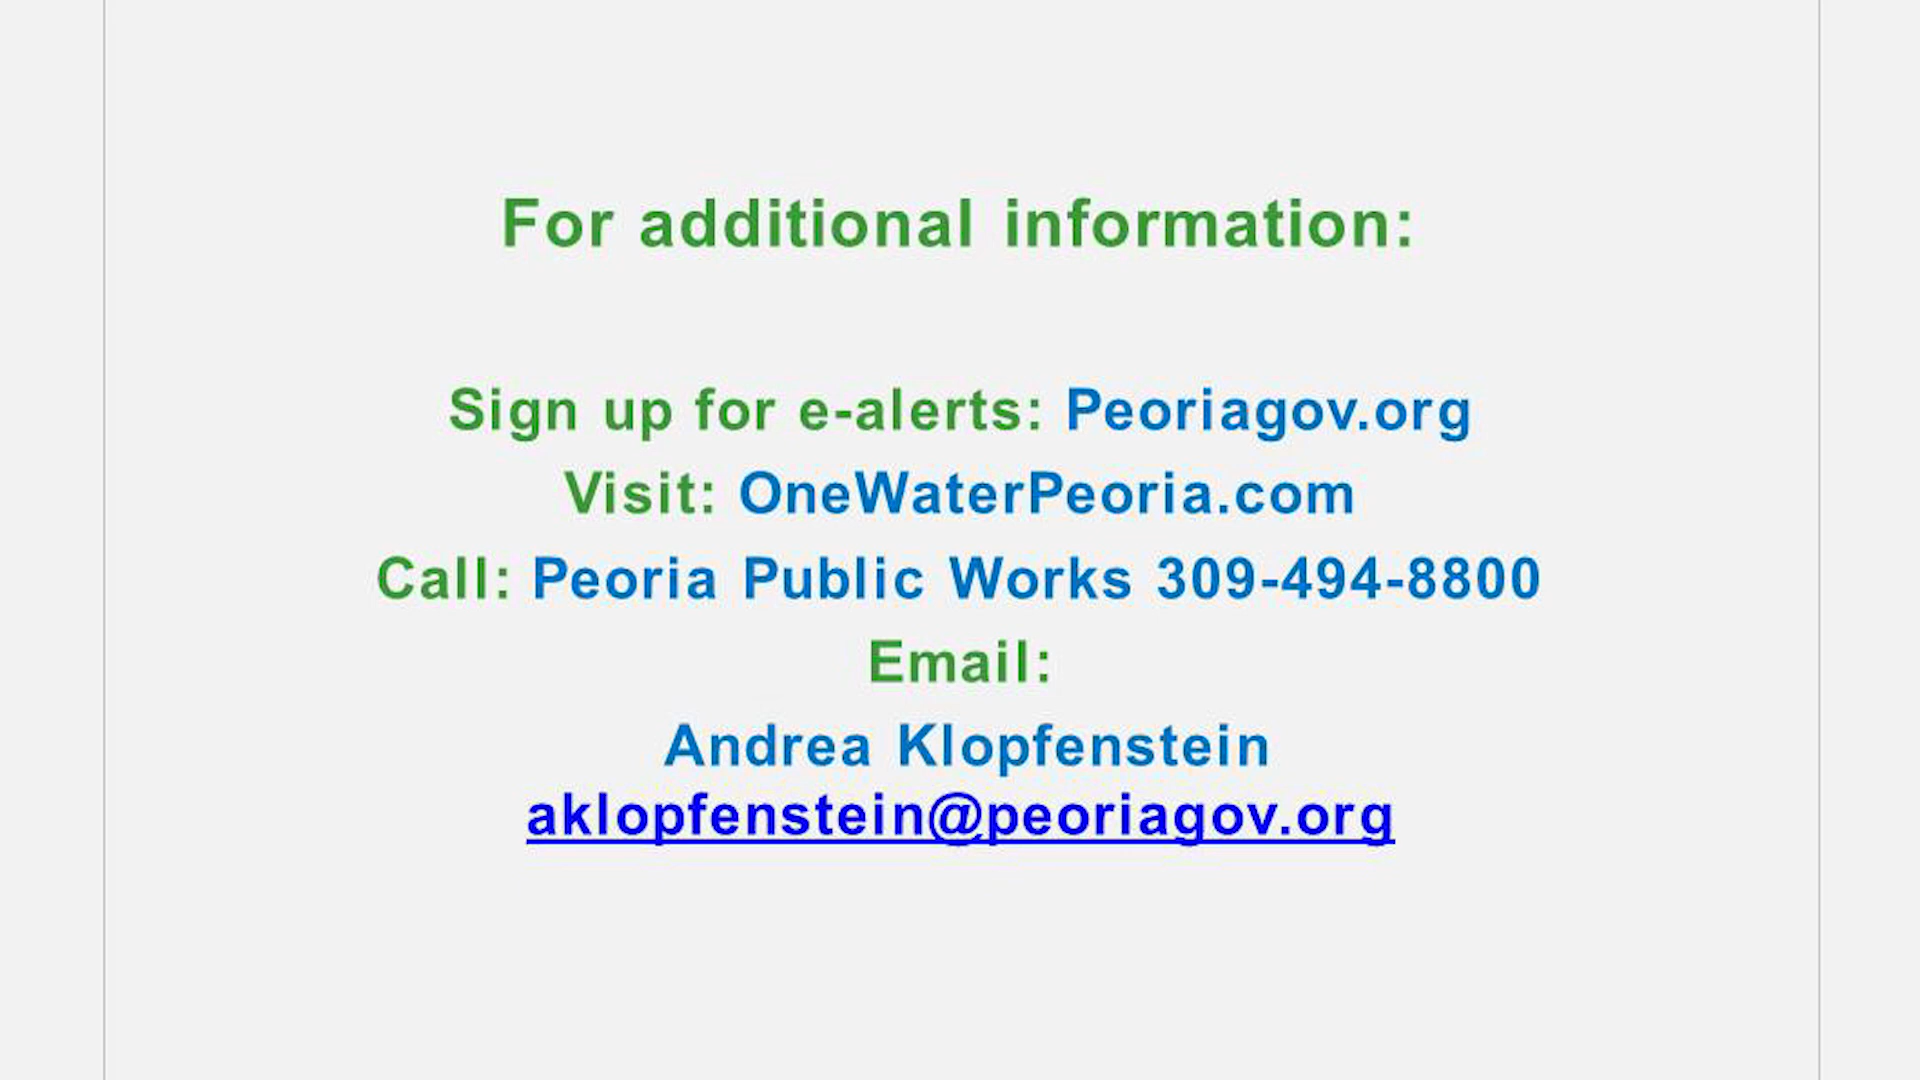 For additional information:
Sign up for e-alerts: Peoriagov.org
Visit: OneWaterPeoria.com
Call: Peoria Public Works 309-494-8800
Email:
Andrea Klopfenstein
aklopfenstein@peoriagov.org